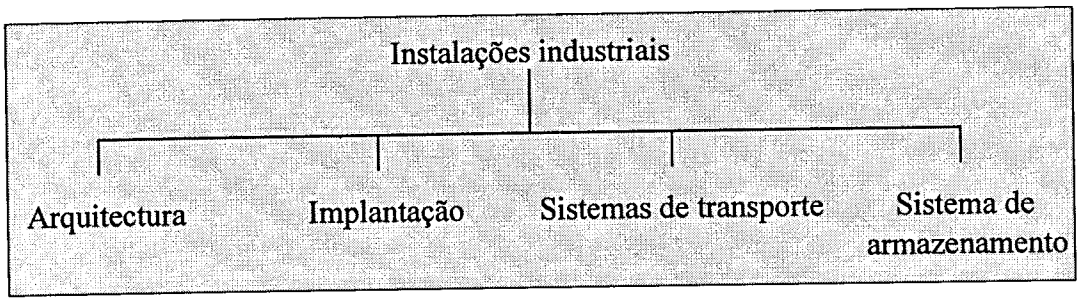 Instalações industriais
Arquitectura
Implantação
Sistemas de transporte
Sistema de
armazenamento